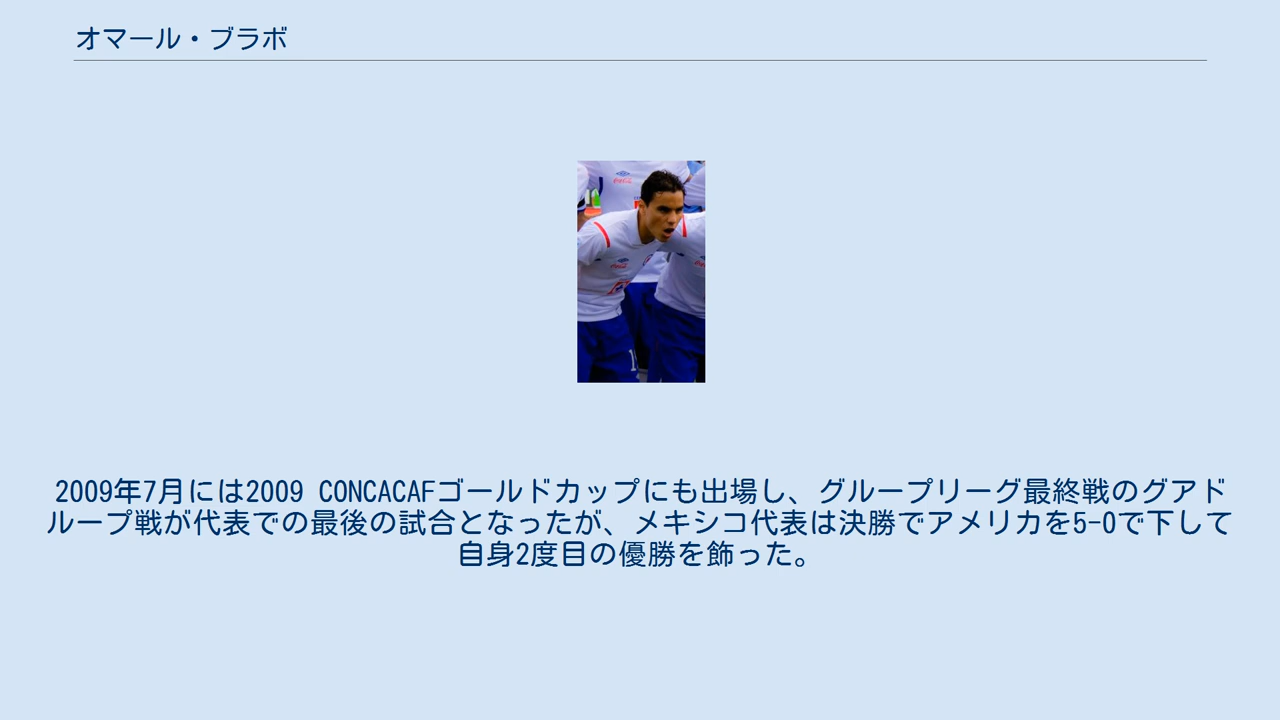 オマール・ブラボ
2009年7月には2009 CONCACAFゴールドカップにも出場し、グループリーグ最終戦のグアド
ループ戦が代表での最後の試合となったが、メキシコ代表は決勝でアメリカを5-0で下して
自身2度目の優勝を飾った。